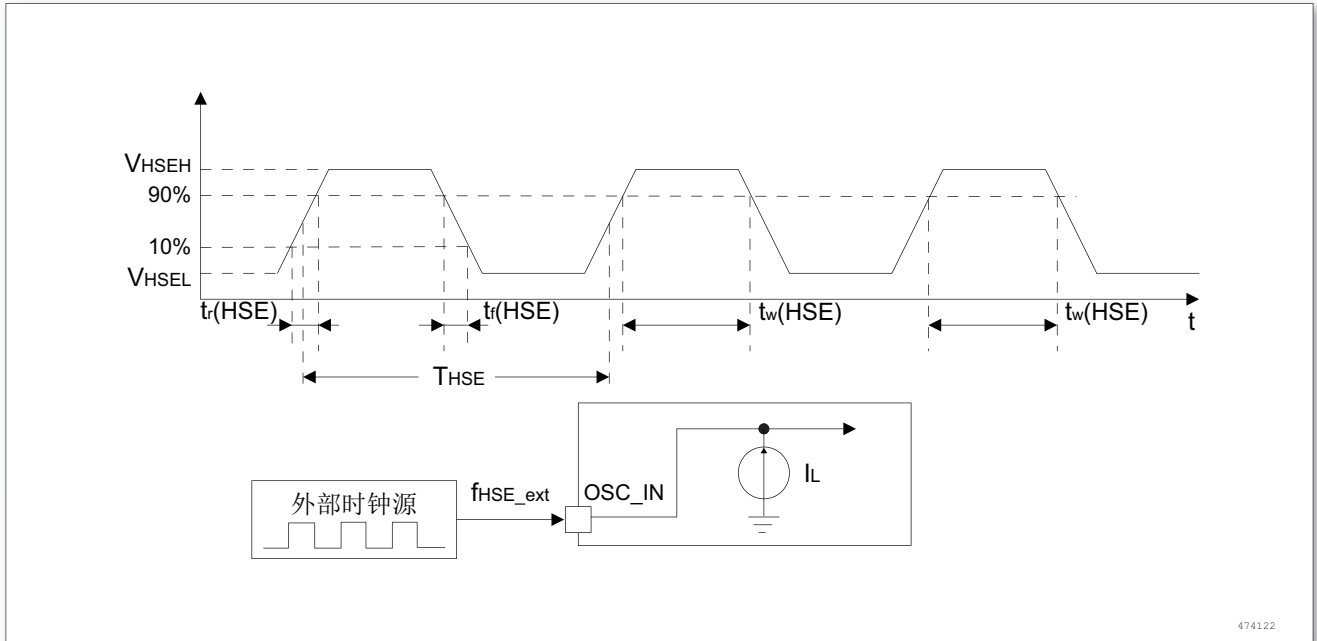 VHSEH
90%
10%
VHSEL
tr(HSE)
tf(HSE)
tw(HSE)
tw(HSE)
t
THSE
外部时钟源
fHSE_ext
OSC_IN
IL
474122